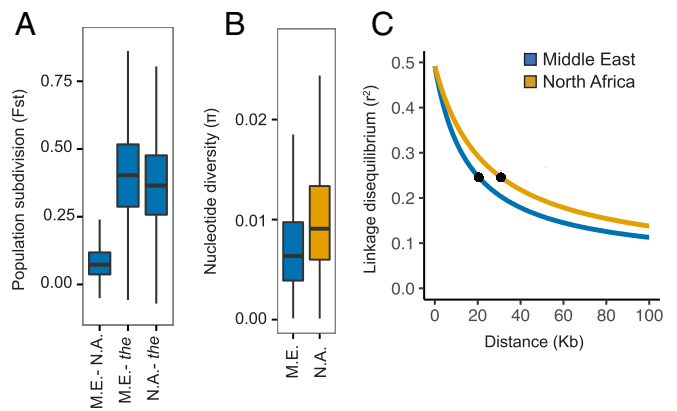 A
Population subdivision (Fst)
0.75
0.50
0.25
0.00
M.E.- N.A.
M.E.- the
N.A.- the
B
Nucleotide diversity (π)
0.02
0.01
0.00
M.E.
N.A.
C
Linkage disequilibrium (r²)
0.5
0.4
0.3
0.2
0.1
0.0
Middle East
North Africa
0 20 40 60 80 100
Distance (Kb)